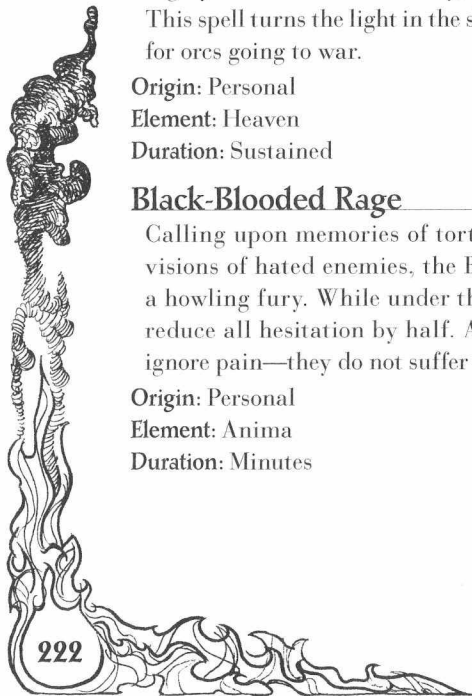 This spell turns the light in the s
for orcs going to war.
Origin: Personal
Element: Heaven
Duration: Sustained
Black-Blooded Rage
Calling upon memories of tort
visions of hated enemies, the
a howling fury. While under th
reduce all hesitation by half. A
ignore pain—they do not suffer
Origin: Personal
Element: Anima
Duration: Minutes
222